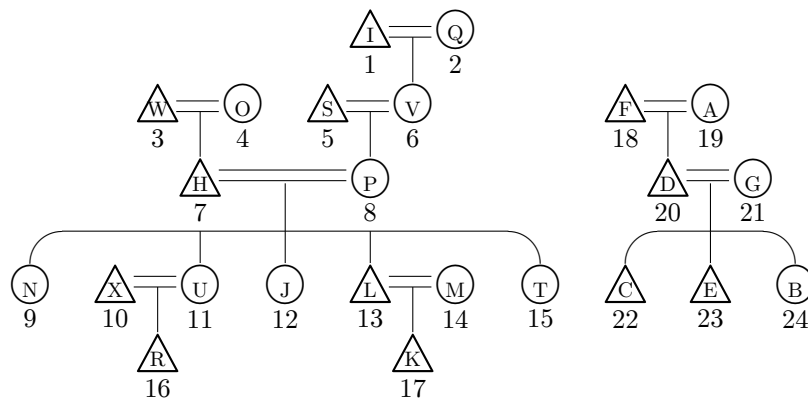 I Q
1 2
W O S V F A
3 4 5 6 18 19
H P D G
7 8 20 21
N X U J L M T C E B
9 10 11 12 13 14 15 22 23 24
R K
16 17